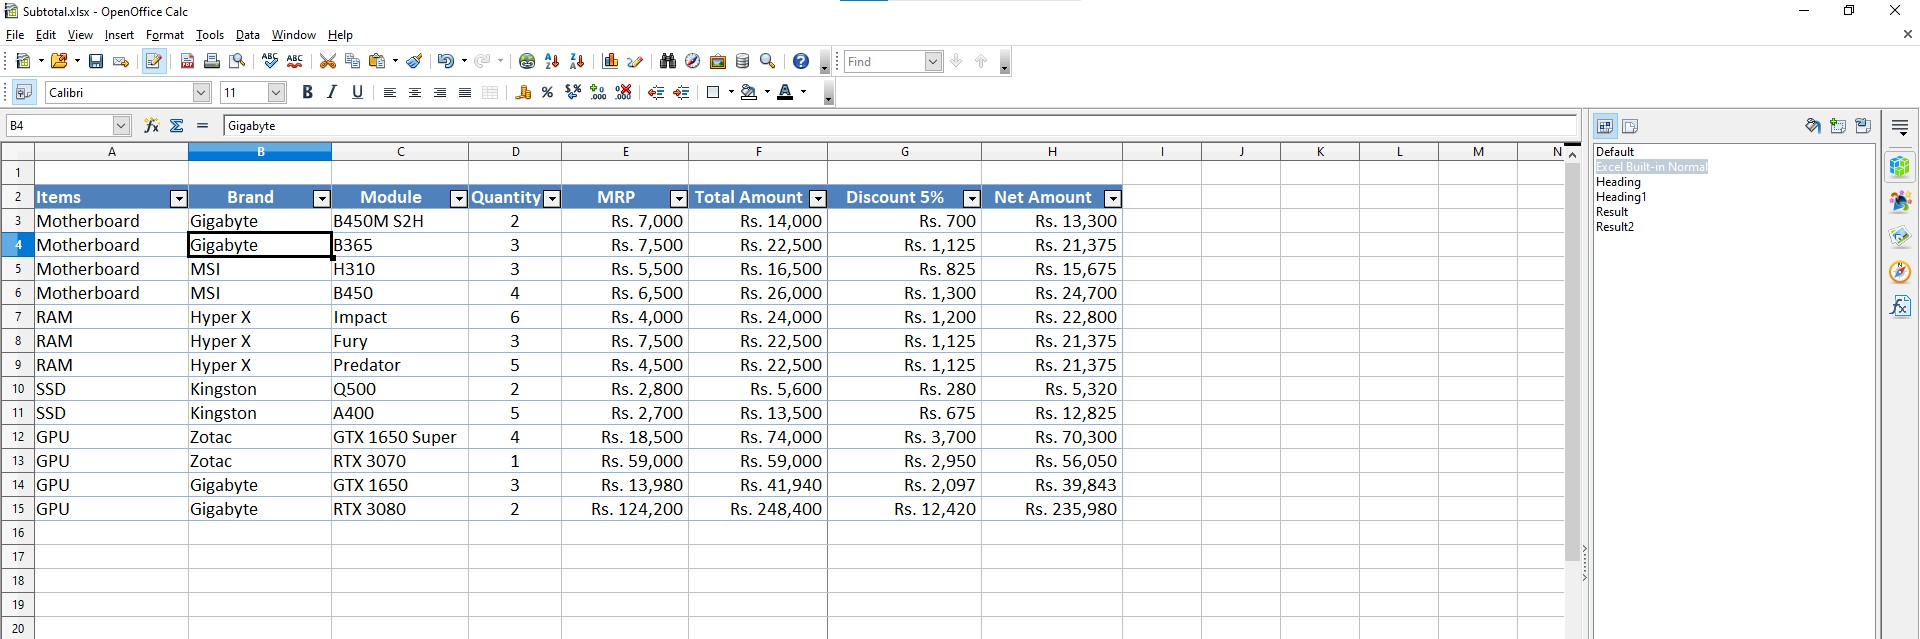 Subtotal.xlsx - OpenOffice Calc
File Edit View Insert Format Tools Data Window Help
Find
Calibri 11
B4 Gigabyte
A B C D E F G H I J K L M N
1
2 Items Brand Module Quantity MRP Total Amount Discount 5% Net Amount
3 Motherboard Gigabyte B450M S2H 2 Rs. 7,000 Rs. 14,000 Rs. 700 Rs. 13,300
4 Motherboard Gigabyte B365 3 Rs. 7,500 Rs. 22,500 Rs. 1,125 Rs. 21,375
5 Motherboard MSI H310 3 Rs. 5,500 Rs. 16,500 Rs. 825 Rs. 15,675
6 Motherboard MSI B450 4 Rs. 6,500 Rs. 26,000 Rs. 1,300 Rs. 24,700
7 RAM Hyper X Impact 6 Rs. 4,000 Rs. 24,000 Rs. 1,200 Rs. 22,800
8 RAM Hyper X Fury 3 Rs. 7,500 Rs. 22,500 Rs. 1,125 Rs. 21,375
9 RAM Hyper X Predator 5 Rs. 4,500 Rs. 22,500 Rs. 1,125 Rs. 21,375
10 SSD Kingston Q500 2 Rs. 2,800 Rs. 5,600 Rs. 280 Rs. 5,320
11 SSD Kingston A400 5 Rs. 2,700 Rs. 13,500 Rs. 675 Rs. 12,825
12 GPU Zotac GTX 1650 Super 4 Rs. 18,500 Rs. 74,000 Rs. 3,700 Rs. 70,300
13 GPU Zotac RTX 3070 1 Rs. 59,000 Rs. 59,000 Rs. 2,950 Rs. 56,050
14 GPU Gigabyte GTX 1650 3 Rs. 13,980 Rs. 41,940 Rs. 2,097 Rs. 39,843
15 GPU Gigabyte RTX 3080 2 Rs. 124,200 Rs. 248,400 Rs. 12,420 Rs. 235,980
16
17
18
19
20
Default
Excel Built-in Normal
Heading
Heading1
Result
Result2